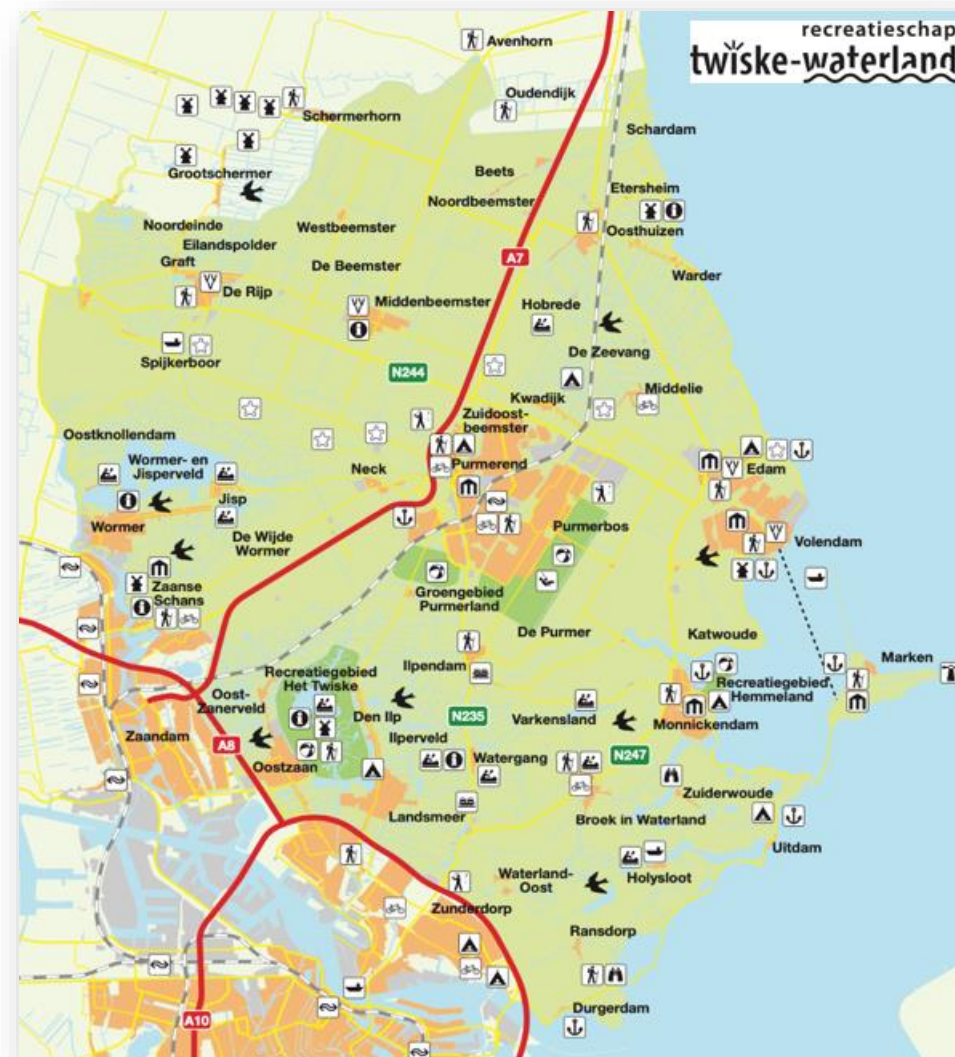 recreatieschap
twiske-waterland
Avenhorn
Oudendijk
Schermerhorn
Schardam
Beets
Grootschermer
Etersheim
Noordbeemster
Noordeinde
Westbeemster
Oosthuizen
Eilandspolder
Graft
De Beemster
A7
Warder
De Rijp
Middenbeemster
Hobrede
De Zeevang
Spijkerboor
N244
Kwadijk
Middelie
Zuidoost-
beemster
Oostknollendam
Wormer- en
Jisperveld
Neck
Purmerend
Edam
Jisp
Wormer
De Wijde
Wormer
Purmerbos
Volendam
Zaanse
Schans
Groengebied
Purmerland
De Purmer
Katwoude
Ilpendam
Marken
Recreatiegebied
Het Twiske
Recreatiegebied
Hemmeland
Oost-
Zanerveld
Den Ilp
N235
Varkensland
Monnickendam
Zaandam
A8
Ilperveld
Oostzaan
Watergang
N247
Zuiderwoude
Landsmeer
Broek in Waterland
Uitdam
Waterland-
Oost
Holysloot
Zunderdorp
Ransdorp
Durgerdam
A10